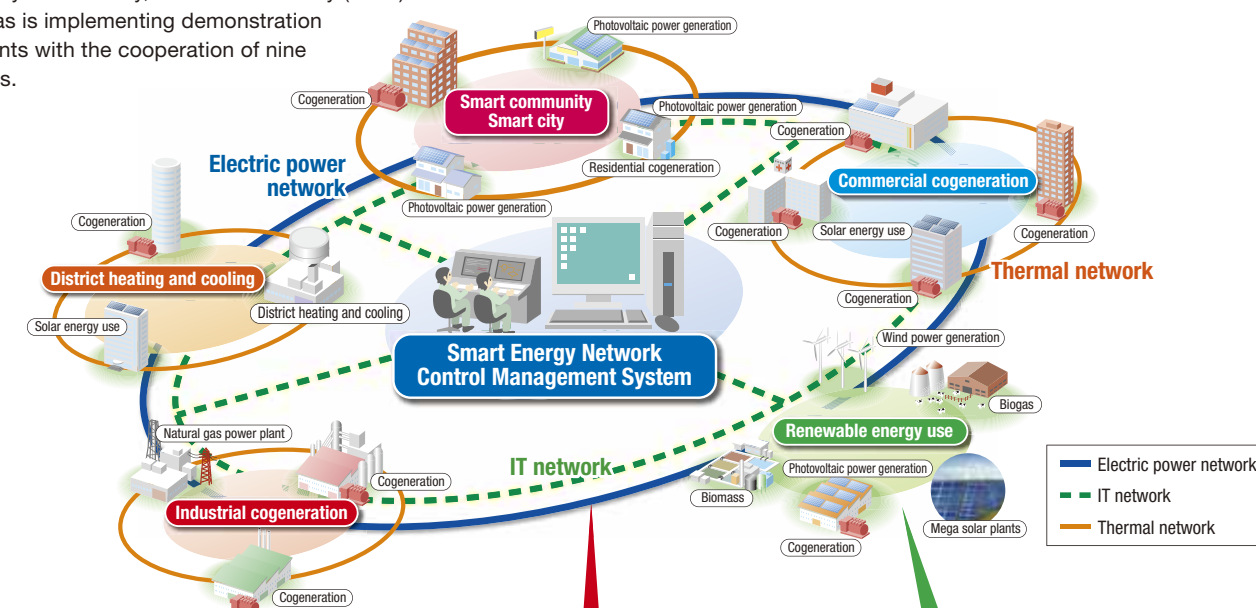 as is implementing demonstration
nts with the cooperation of nine
s.
Photovoltaic power generation
Cogeneration
Smart community
Smart city
Photovoltaic power generation
Cogeneration
Electric power
network
Residential cogeneration
Commercial cogeneration
Photovoltaic power generation
Cogeneration
Cogeneration
Solar energy use
Cogeneration
District heating and cooling
Thermal network
District heating and cooling
Cogeneration
Solar energy use
Wind power generation
Smart Energy Network
Control Management System
Biogas
Natural gas power plant
Renewable energy use
IT network
Photovoltaic power generation
Cogeneration
Biomass
Industrial cogeneration
Mega solar plants
Cogeneration
Cogeneration
Electric power network
IT network
Thermal network